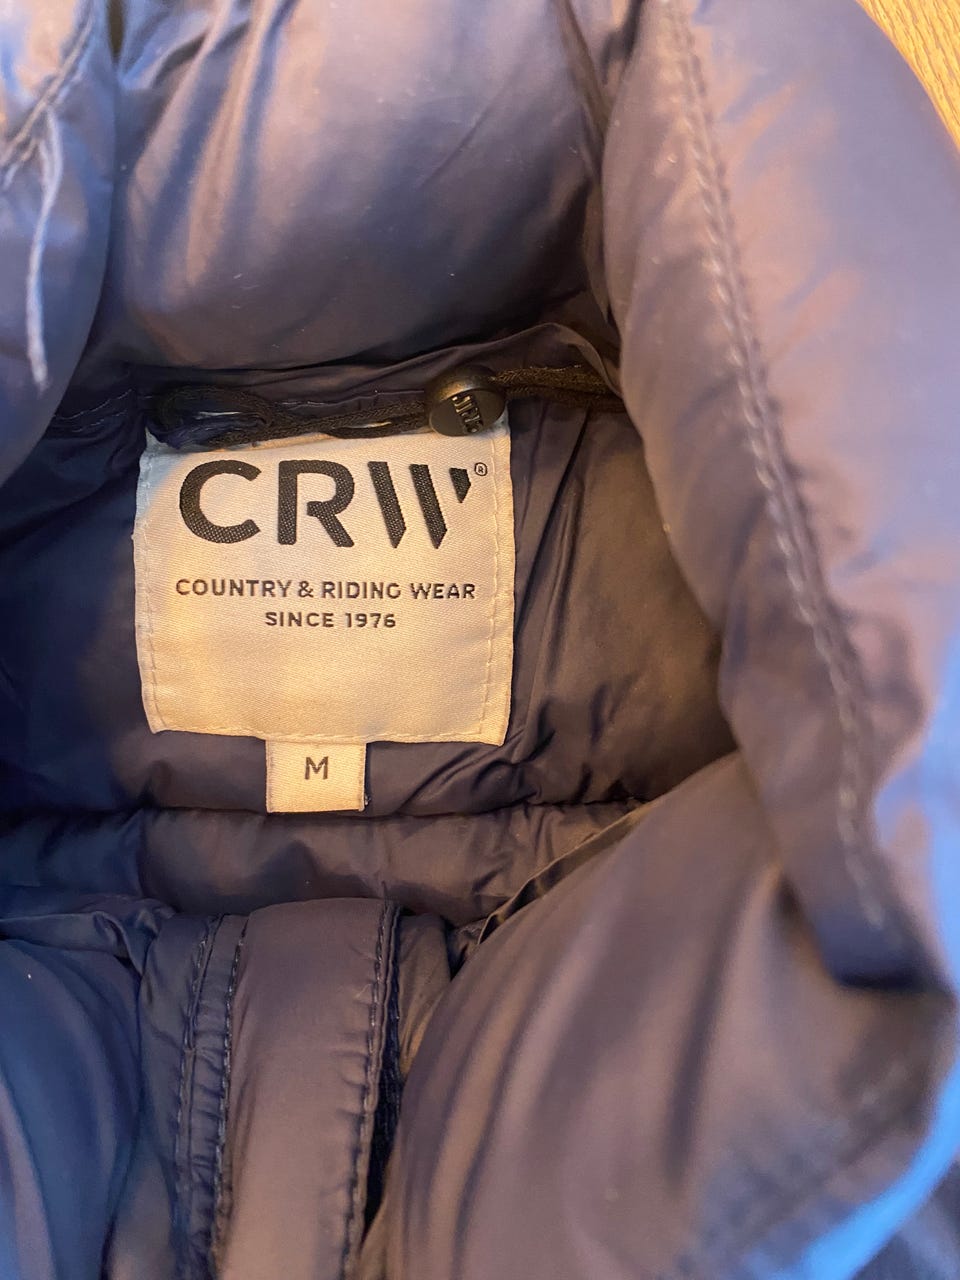 CRW®
COUNTRY & RIDING WEAR
SINCE 1976
M